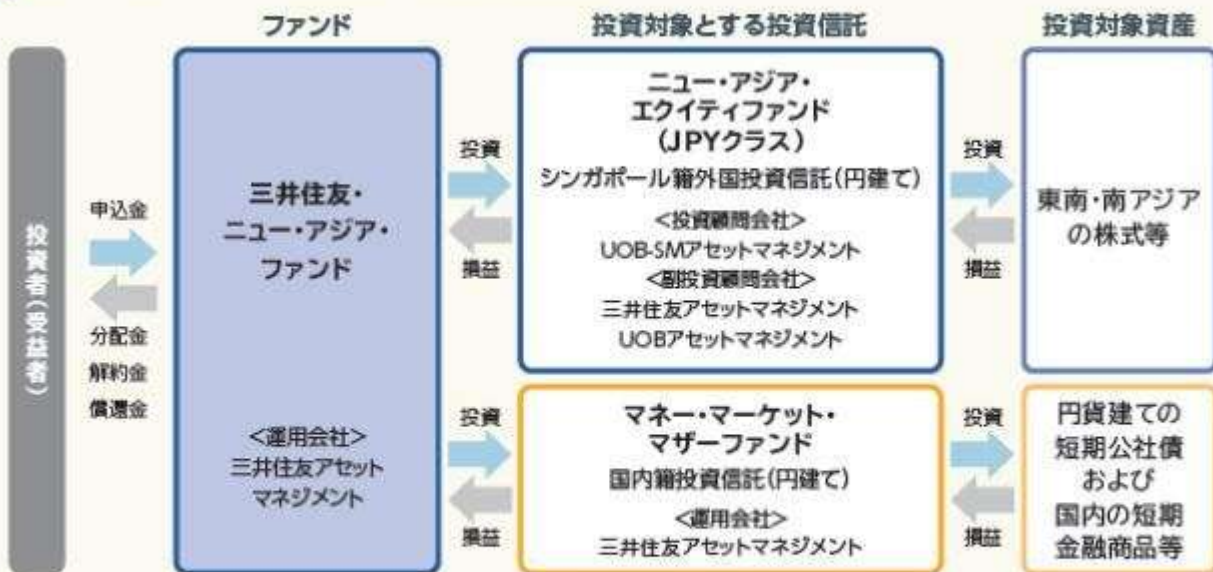 ファンド
投資対象とする投資信託
投資対象資産
投資者(受益者)
申込金
分配金
解約金
償還金
三井住友・
ニュー・アジア・
ファンド
<運用会社>
三井住友アセット
マネジメント
投資
損益
ニュー・アジア・
エクイティファンド
(JPYクラス)
シンガポール籍外国投資信託(円建て)
<投資顧問会社>
UOB-SMアセットマネジメント
<副投資顧問会社>
三井住友アセットマネジメント
UOBアセットマネジメント
投資
損益
東南・南アジア
の株式等
投資
損益
マネー・マーケット・
マザーファンド
国内籍投資信託(円建て)
<運用会社>
三井住友アセットマネジメント
投資
損益
円貨建ての
短期公社債
および
国内の短期
金融商品等